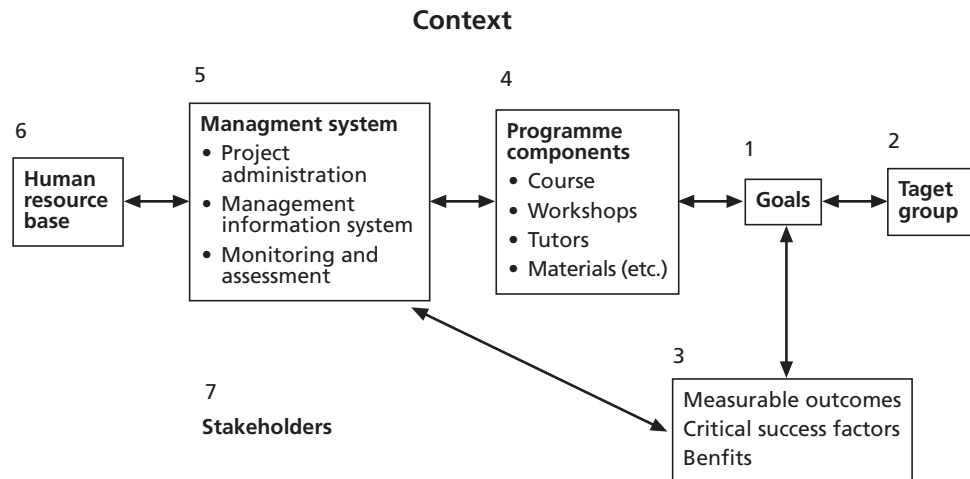 Context
6
Human
resource
base
5
Managment system
• Project
administration
• Management
information system
• Monitoring and
assessment
4
Programme
components
• Course
• Workshops
• Tutors
• Materials (etc.)
1
Goals
2
Taget
group
3
Measurable outcomes
Critical success factors
Benfits
7
Stakeholders